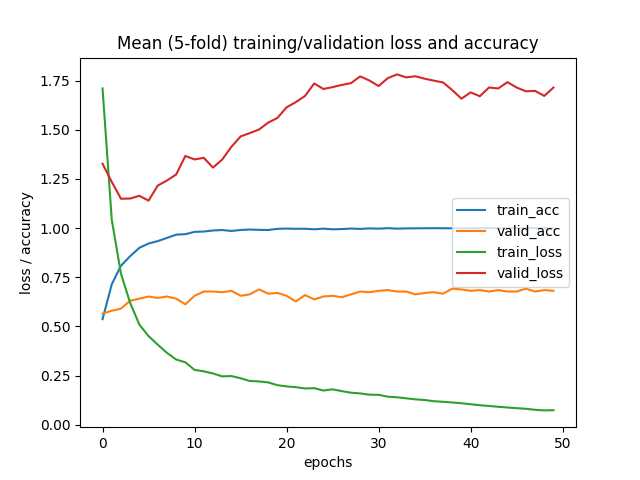 Mean (5-fold) training/validation loss and accuracy
loss / accuracy
1.75
1.50
1.25
1.00
0.75
0.50
0.25
0.00
train_acc
valid_acc
train_loss
valid_loss
0 10 20 30 40 50
epochs